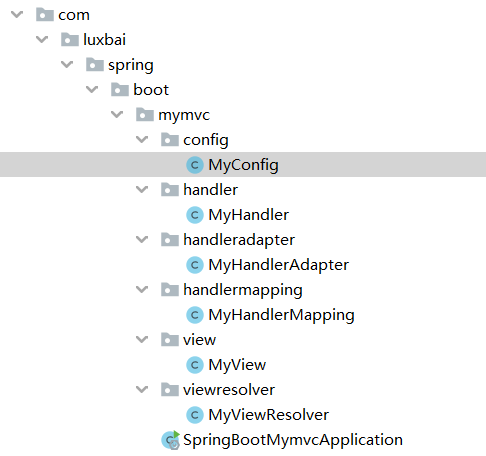 com
luxbai
spring
boot
mymvc
config
C MyConfig
handler
C MyHandler
handleradapter
C MyHandlerAdapter
handlermapping
C MyHandlerMapping
view
C MyView
viewresolver
C MyViewResolver
C SpringBootMymvcApplication